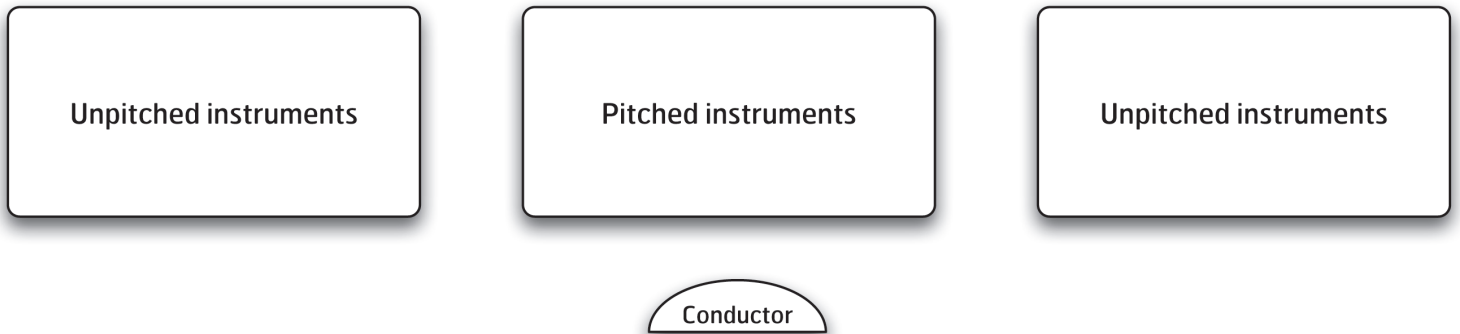 Unpitched instruments
Pitched instruments
Unpitched instruments
Conductor